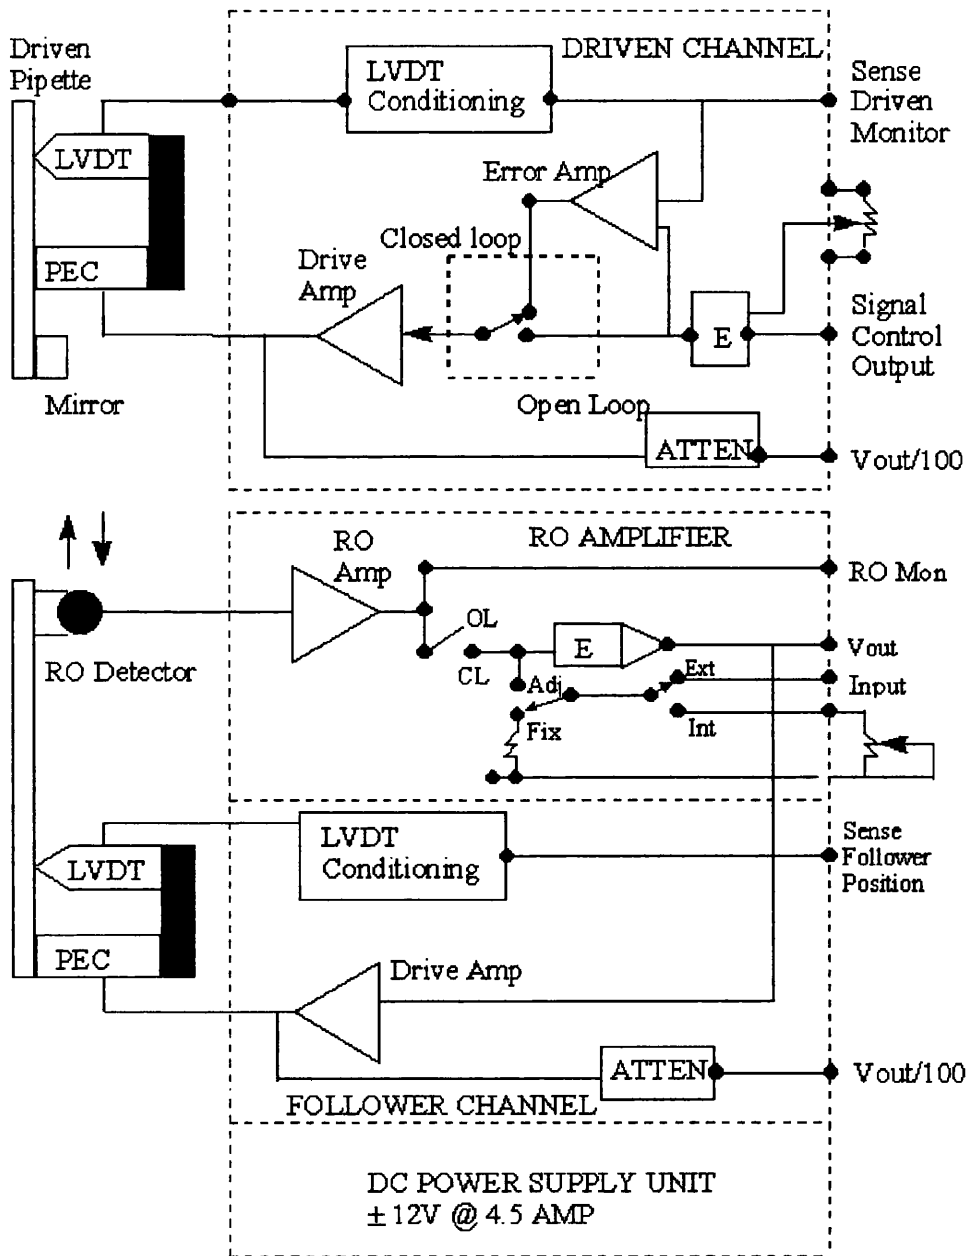 Driven
Pipette
DRIVEN CHANNEL
LVDT
Conditioning
Sense
Driven
Monitor
LVDT
Error Amp
Closed loop
PEC
Drive
Amp
E
Signal
Control
Output
Mirror
Open Loop
ATTEN
Vout/100
RO AMPLIFIER
RO
Amp
RO Mon
OL
E
Vout
RO Detector
CL
Adj
Ext
Input
Fix
Int
LVDT
Conditioning
Sense
Follower
Position
LVDT
PEC
Drive Amp
ATTEN
Vout/100
FOLLOWER CHANNEL
DC POWER SUPPLY UNIT
± 12V @ 4.5 AMP